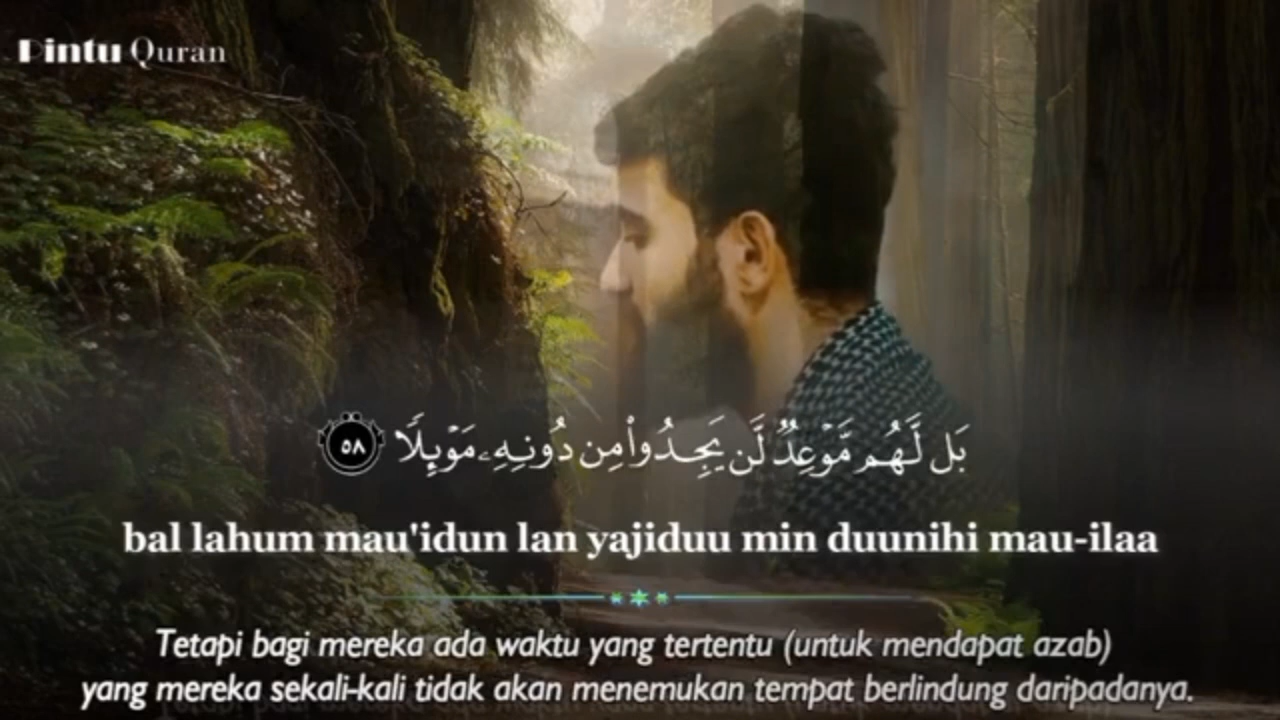 Pintu Quran
بَل لَّهُم مَّوْعِدٌ لَّن يَجِدُوا۟ مِن دُونِهِۦ مَوْئِلًا ٥٨
bal lahum mau'idun lan yajiduu min duunihi mau-ilaa
Tetapi bagi mereka ada waktu yang tertentu (untuk mendapat azab)
yang mereka sekali-kali tidak akan menemukan tempat berlindung daripadanya.